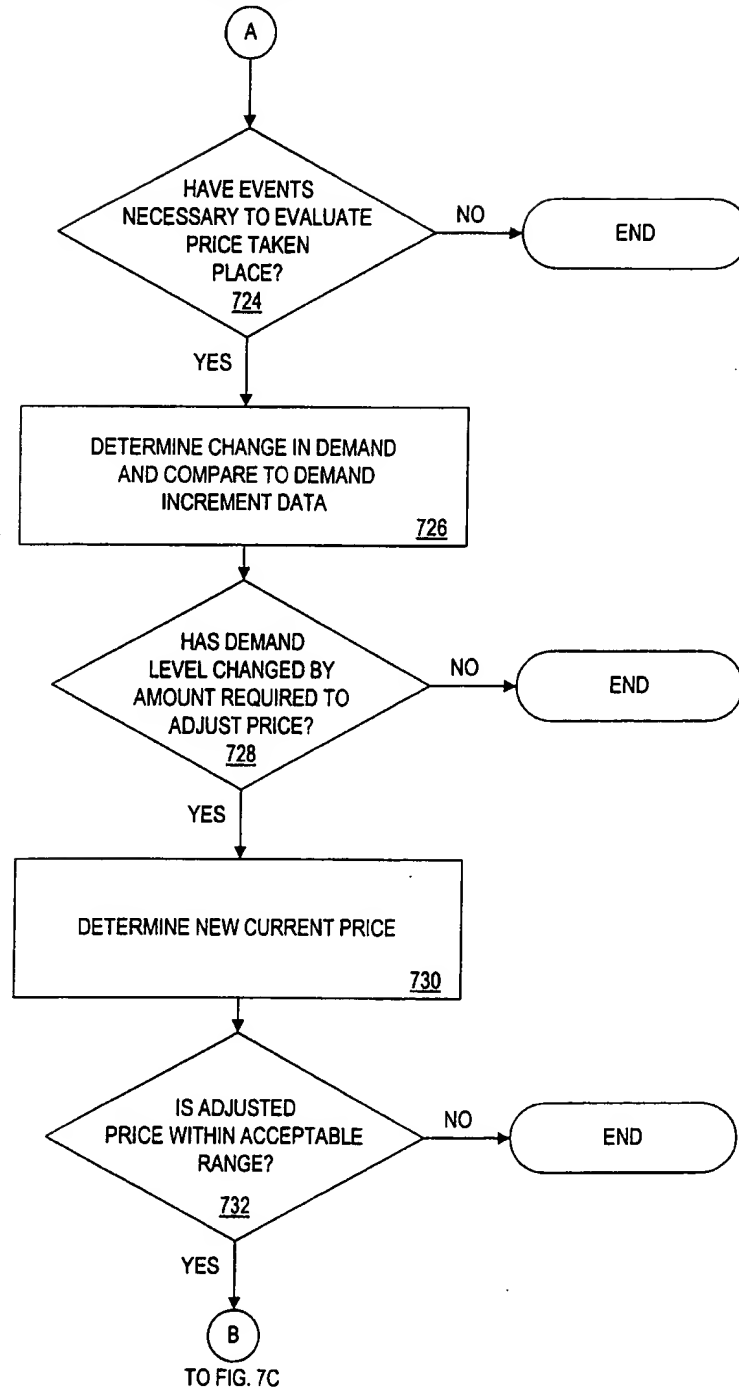 A
HAVE EVENTS
NECESSARY TO EVALUATE
PRICE TAKEN
PLACE?
724
NO
END
YES
DETERMINE CHANGE IN DEMAND
AND COMPARE TO DEMAND
INCREMENT DATA
726
HAS DEMAND
LEVEL CHANGED BY
AMOUNT REQUIRED TO
ADJUST PRICE?
728
NO
END
YES
DETERMINE NEW CURRENT PRICE
730
IS ADJUSTED
PRICE WITHIN ACCEPTABLE
RANGE?
732
NO
END
YES
B
TO FIG. 7C